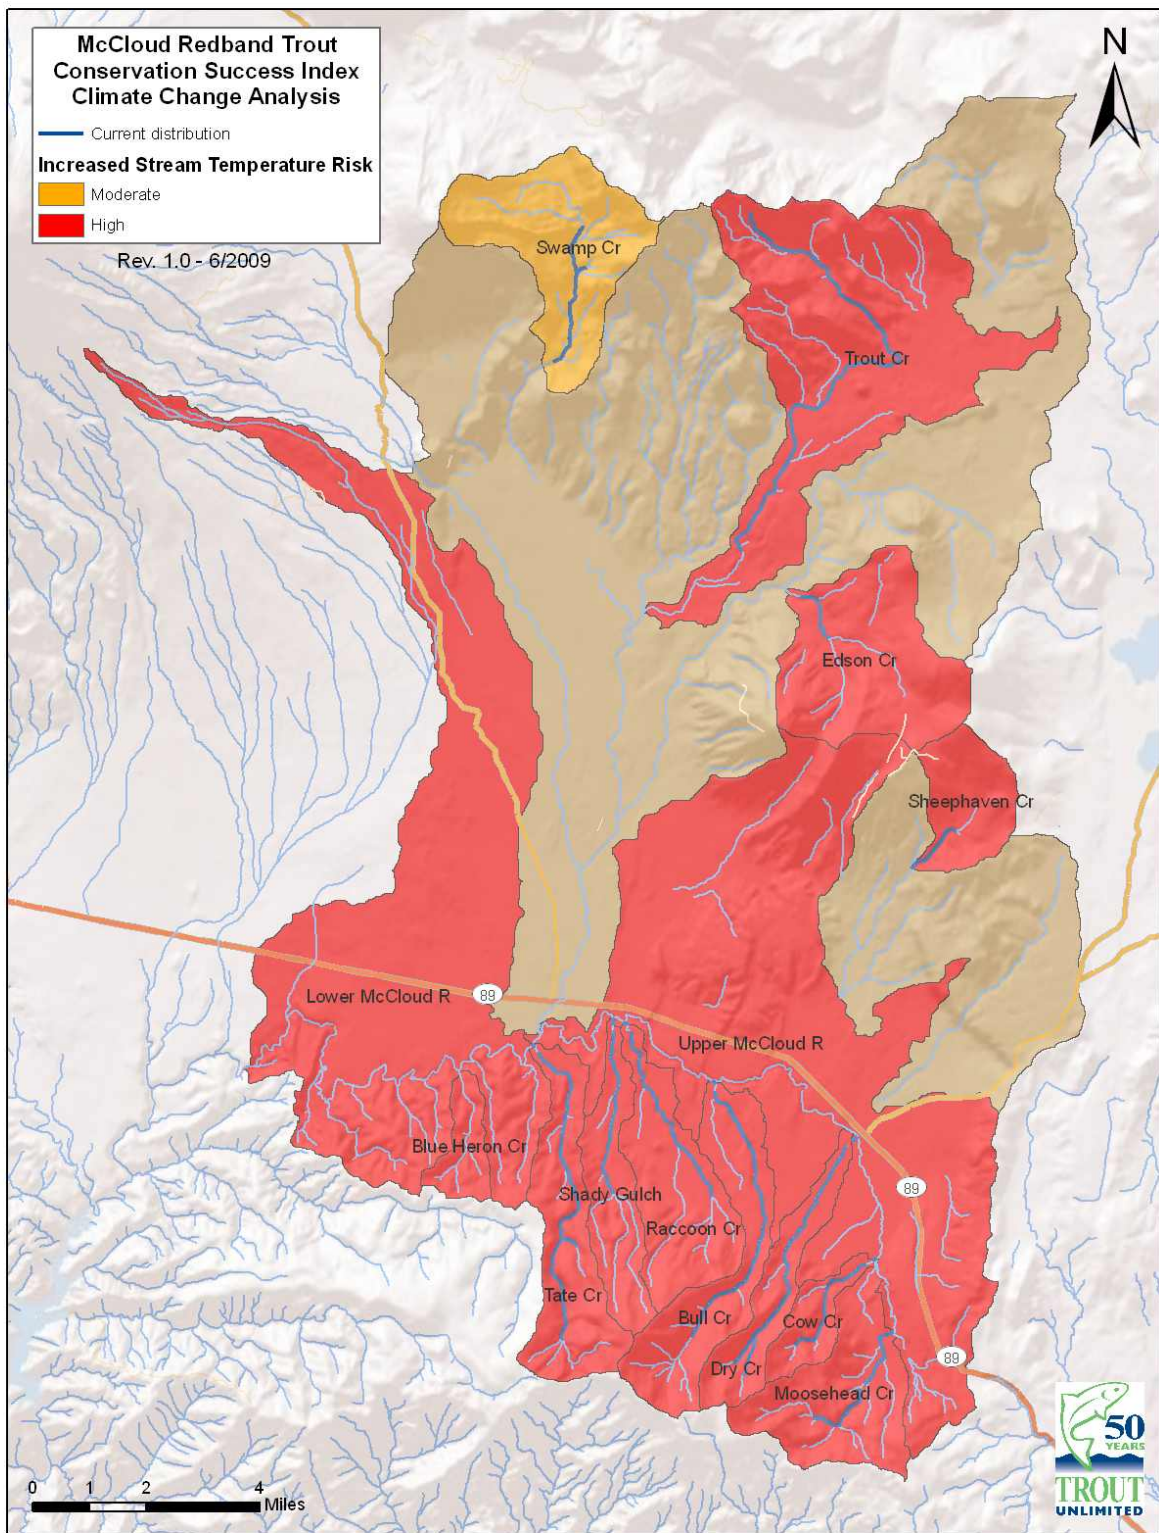 McCloud Redband Trout
Conservation Success Index
Climate Change Analysis
Current distribution
Increased Stream Temperature Risk
Moderate
High
Rev. 1.0 - 6/2009
N
Swamp Cr
Trout Cr
Edson Cr
Sheephaven Cr
Lower McCloud R
89
Upper McCloud R
Blue Heron Cr
89
Shady Gulch
Raccoon Cr
Tate Cr
Bull Cr
Cow Cr
Dry Cr
89
Moosehead Cr
50
YEARS
TROUT
UNLIMITED
0 1 2 4
Miles